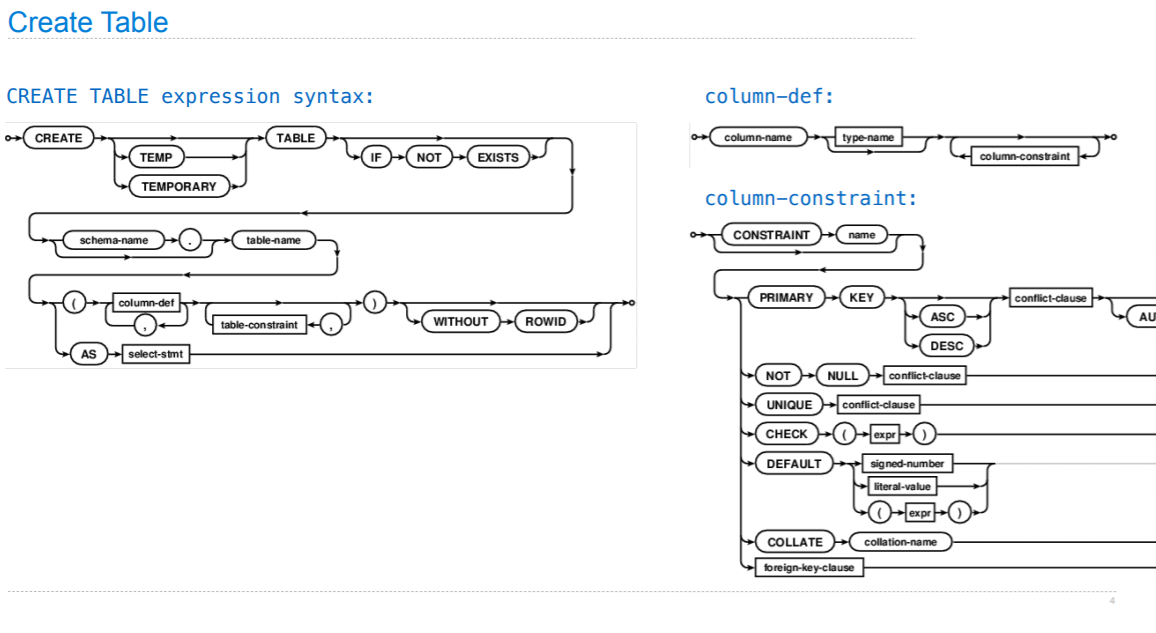 Create Table
CREATE TABLE expression syntax:
CREATE TABLE
TEMP IF NOT EXISTS
TEMPORARY
schema-name . table-name
( column-def )
, table-constraint , WITHOUT ROWID
AS select-stmt
column-def:
column-name type-name
column-constraint
column-constraint:
CONSTRAINT name
PRIMARY KEY conflict-clause
ASC AU
DESC
NOT NULL conflict-clause
UNIQUE conflict-clause
CHECK ( expr )
DEFAULT signed-number
literal-value
( expr )
COLLATE collation-name
foreign-key-clause
4